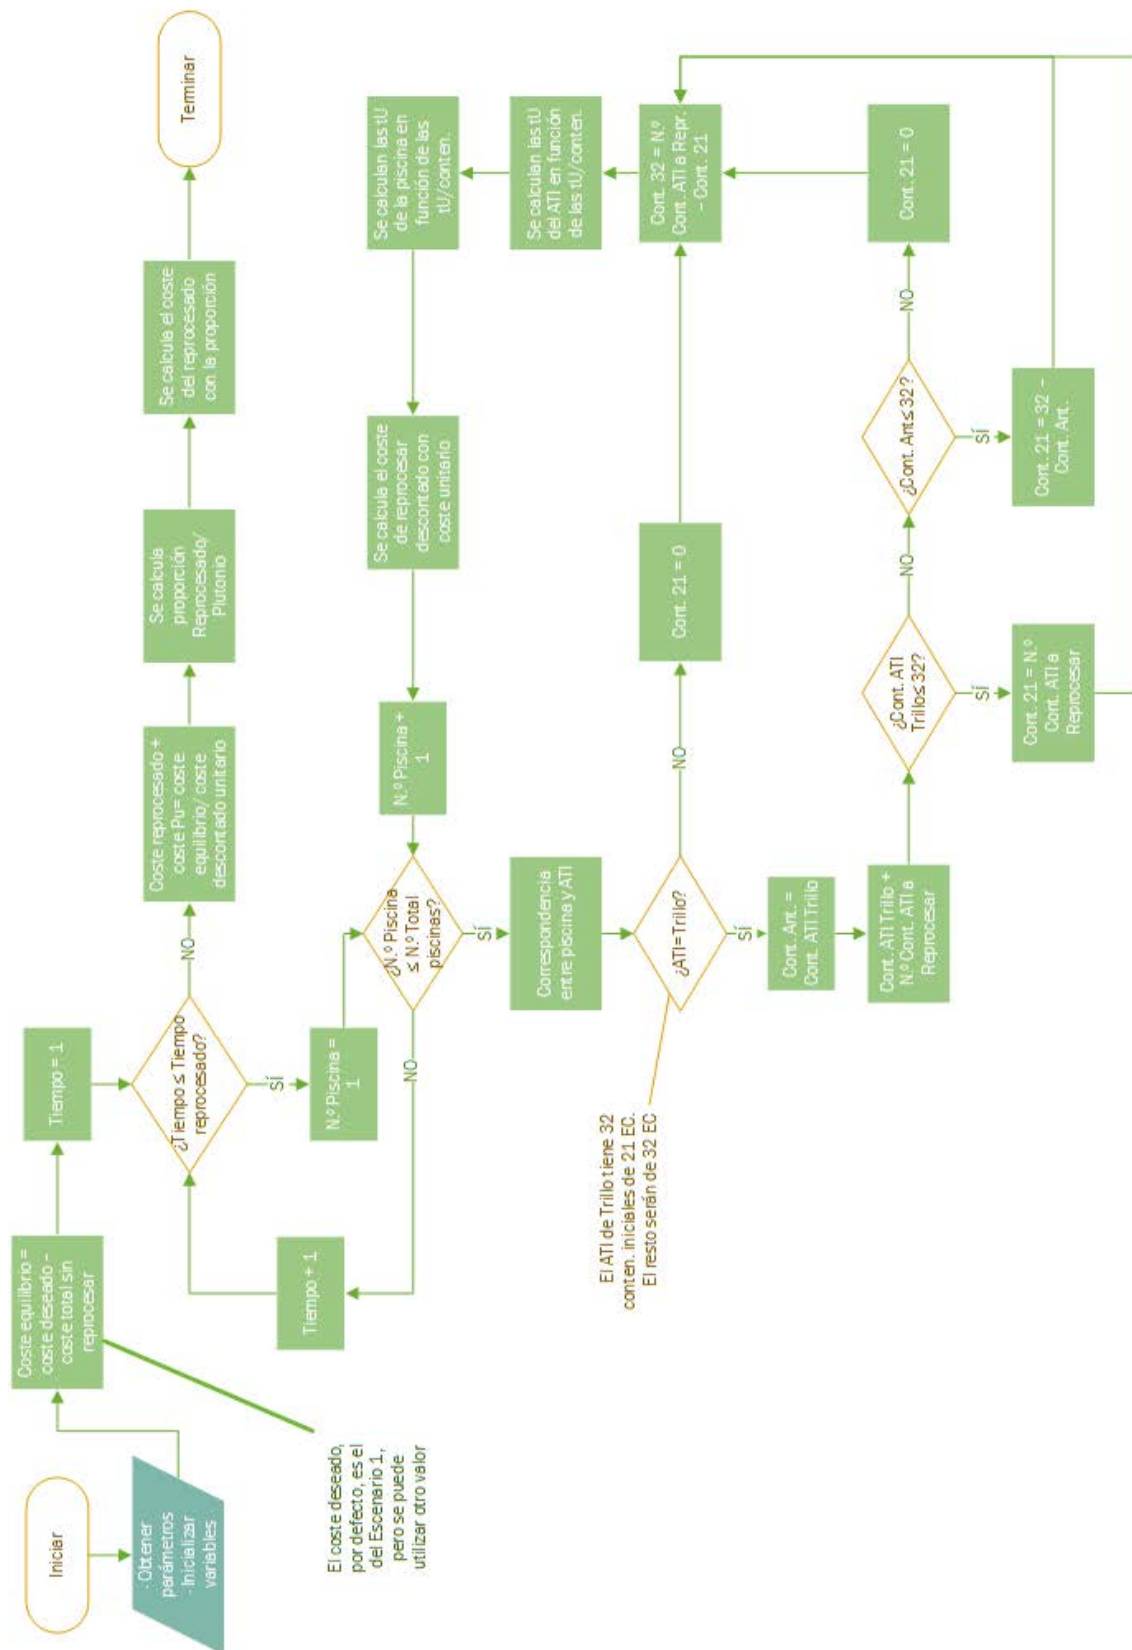 Iniciar
- Obtener
parámetros
- Inicializar
variables
Coste equilibrio =
coste deseado –
coste total sin
reprocesar
El coste deseado,
por defecto, es el
del Escenario 1,
pero se puede
utilizar otro valor
Tiempo = 1
¿Tiempo ≤ Tiempo
reprocesado?
NO
SÍ
Coste reprocesado +
coste Pu= coste
equilibrio/ coste
descontado unitario
Se calcula
proporción
Reprocesado/
Plutonio
Se calcula el coste
del reprocesado
con la proporción
Terminar
Tiempo + 1
N.º Piscina =
1
¿N.º Piscina
≤ N.º Total
piscinas?
NO
SÍ
N.º Piscina +
1
Se calcula el coste
de reprocesar
descontado con
coste unitario
Se calculan las tU
de la piscina en
función de las
tU/conten.
Correspondencia
entre piscina y ATI
Se calculan las tU
del ATI en función
de las tU/conten.
El ATI de Trillo tiene 32
conten. iniciales de 21 EC.
El resto serán de 32 EC
¿ATI=Trillo?
NO
SÍ
Cont. 21 = 0
Cont. 32 = N.º
Cont. ATI a Repr.
– Cont. 21
Cont. Ant. =
Cont. ATI Trillo
Cont. ATI Trillo +
N.º Cont. ATI a
Reprocesar
¿Cont. ATI
Trillo≤32?
NO
SÍ
¿Cont. Ant≤32?
NO
SÍ
Cont. 21 = 0
Cont. 21 = N.º
Cont. ATI a
Reprocesar
Cont. 21 = 32 –
Cont. Ant.